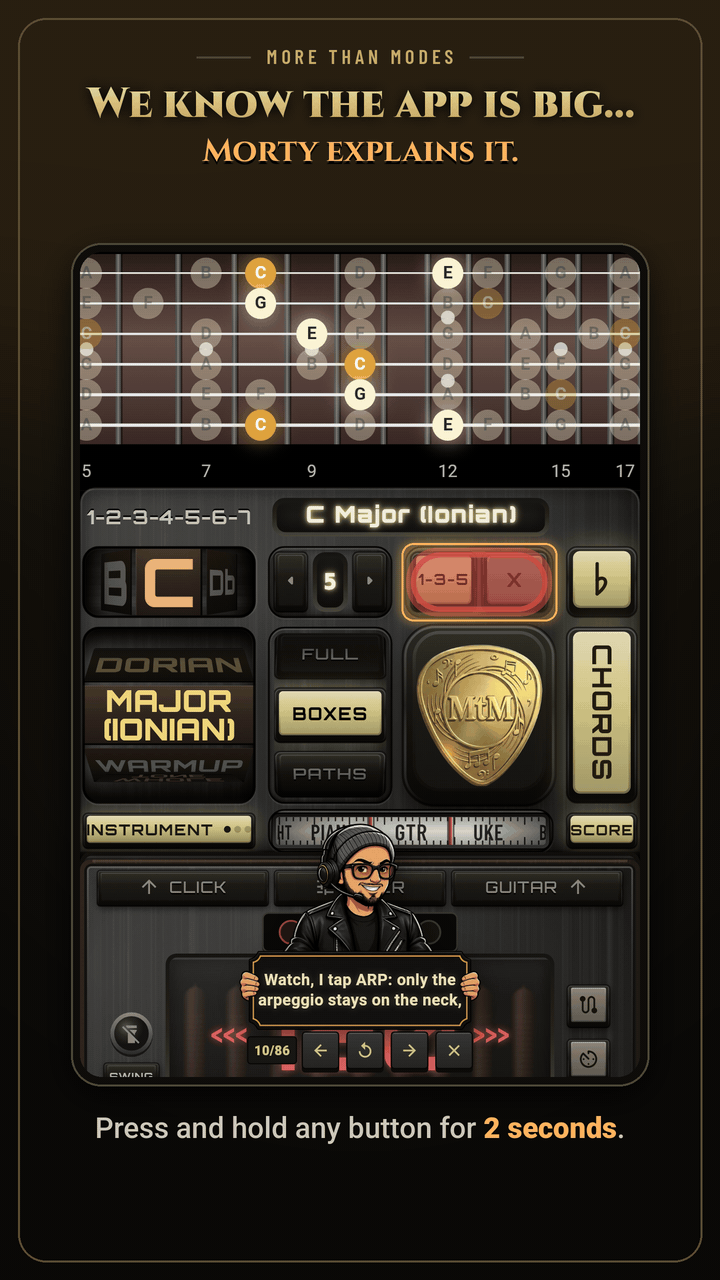 MORE THAN MODES
WE KNOW THE APP IS BIG...
MORTY EXPLAINS IT.
A B C D E F G A
E F G A B C D E
C D E F G A B C
G A B C D E F G
D E F G A B C D
A B C D E F G A
5 7 9 12 15 17
1-2-3-4-5-6-7
C Major (Ionian)
B C Db
5
1-3-5 X
♭
DORIAN
MAJOR
(IONIAN)
WARMUP
FULL
BOXES
PATHS
MtM
CHORDS
INSTRUMENT
GTR UKE
SCORE
↑ CLICK
GUITAR ↑
Watch, I tap ARP: only the
arpeggio stays on the neck,
<<< >>>
10/86 ← → ✕
SWING
Press and hold any button for 2 seconds.